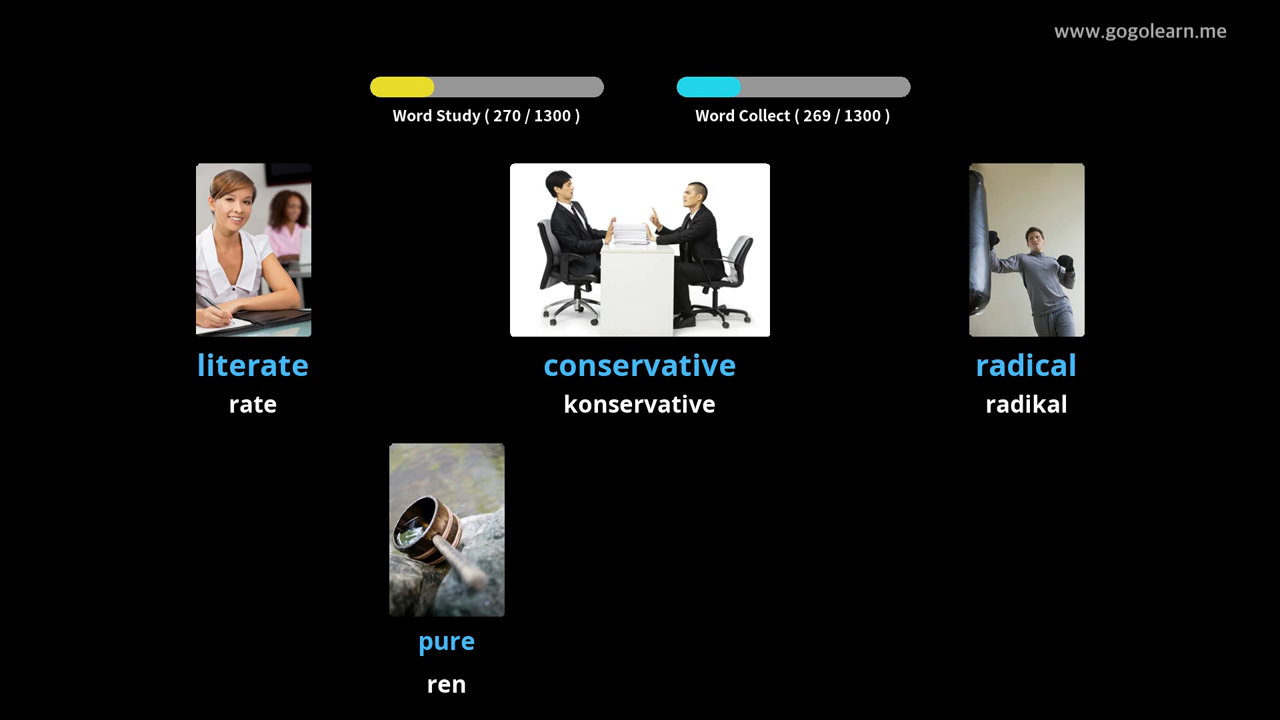 www.gogolearn.me
Word Study ( 270 / 1300 )
Word Collect ( 269 / 1300 )
literate
rate
conservative
konservative
radical
radikal
pure
ren